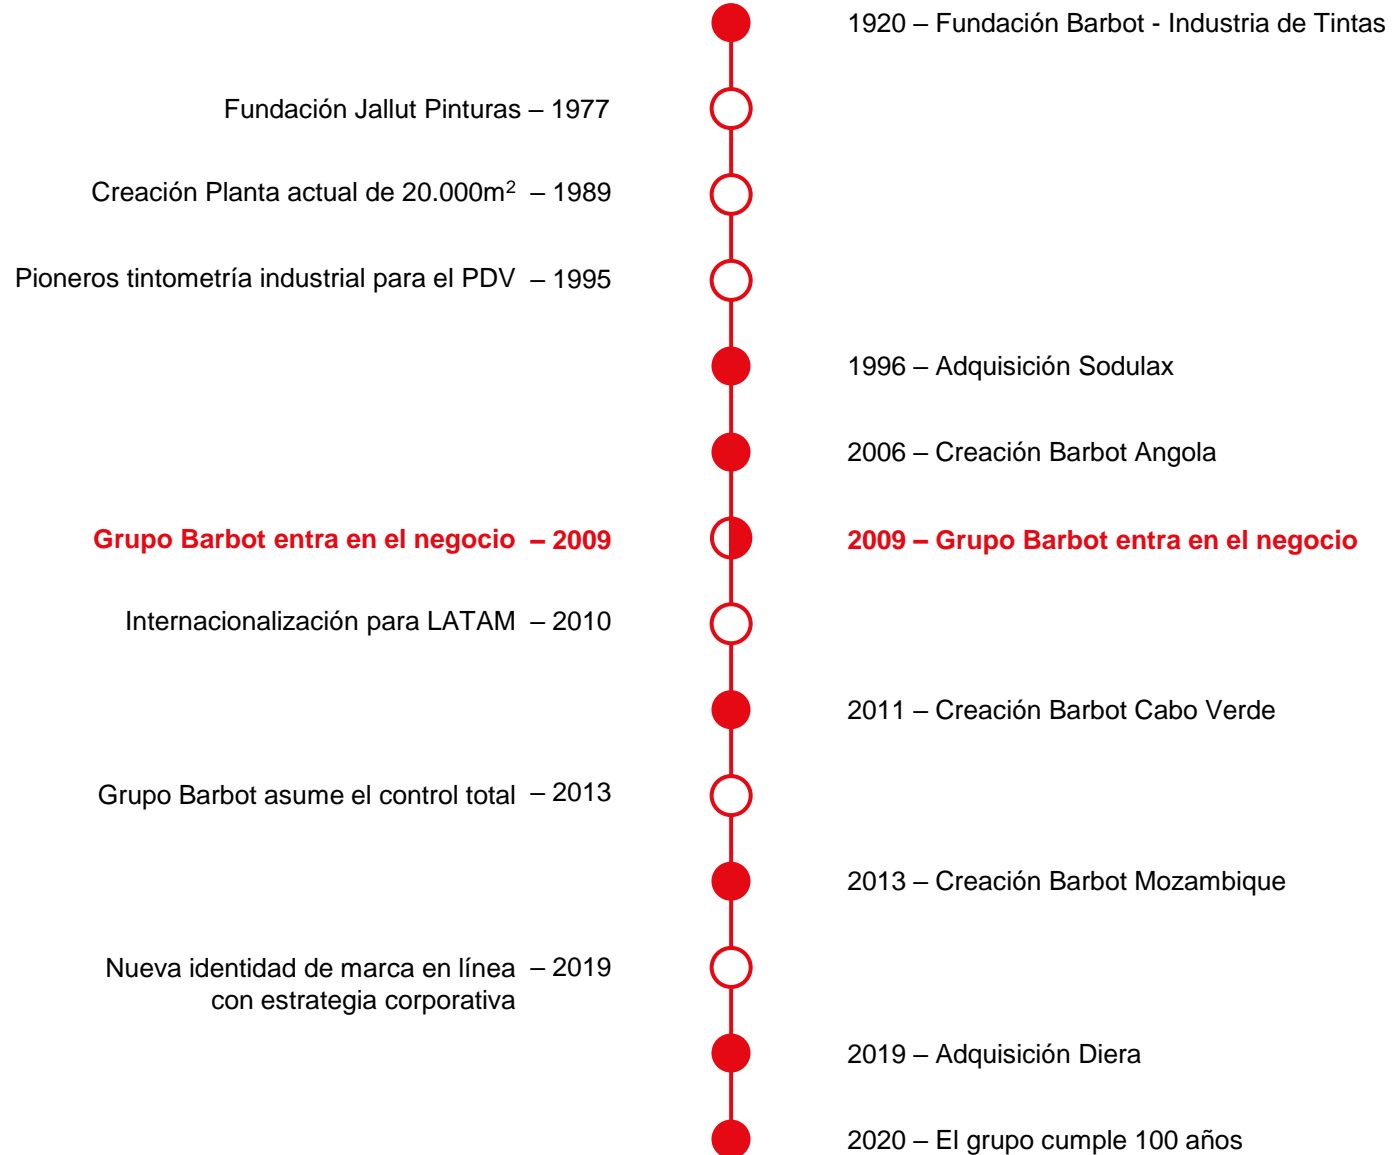 1920 – Fundación Barbot - Industria de Tintas
Fundación Jallut Pinturas – 1977
Creación Planta actual de 20.000m² – 1989
Pioneros tintometría industrial para el PDV – 1995
1996 – Adquisición Sodulax
2006 – Creación Barbot Angola
Grupo Barbot entra en el negocio – 2009
2009 – Grupo Barbot entra en el negocio
Internacionalización para LATAM – 2010
2011 – Creación Barbot Cabo Verde
Grupo Barbot asume el control total – 2013
2013 – Creación Barbot Mozambique
Nueva identidad de marca en línea – 2019
con estrategia corporativa
2019 – Adquisición Diera
2020 – El grupo cumple 100 años